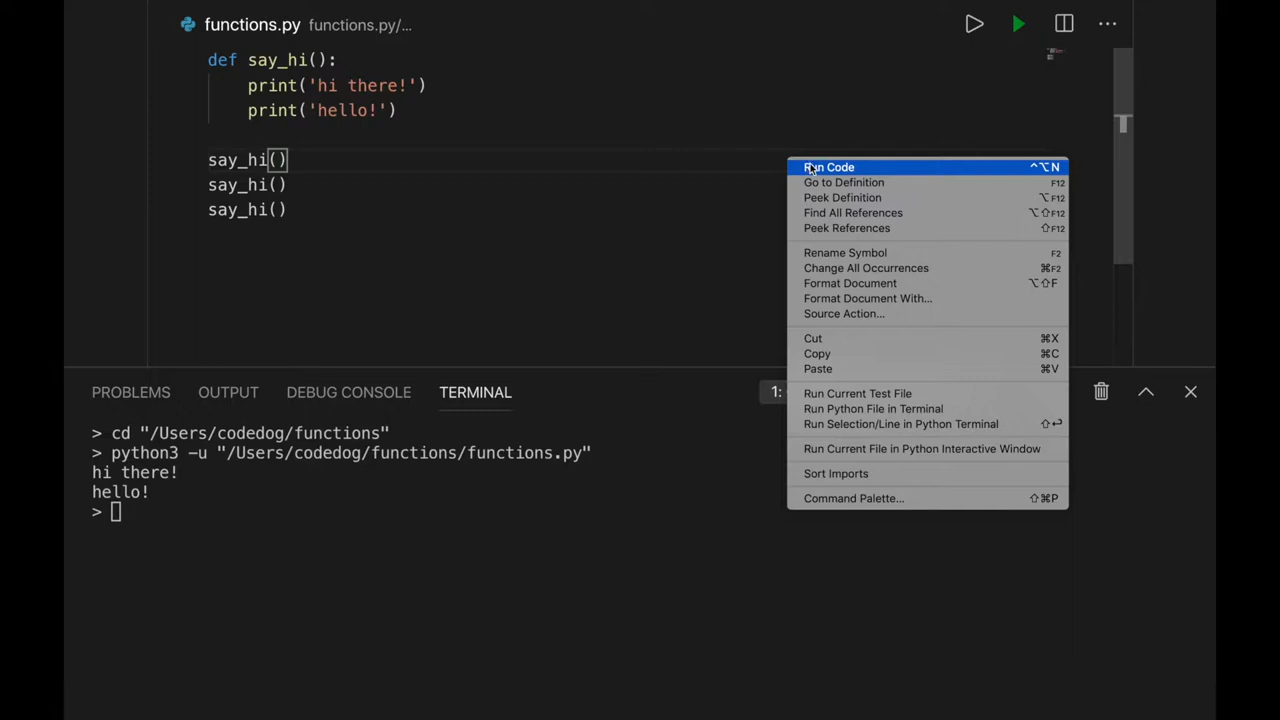 functions.py functions.py/...
def say_hi():
    print('hi there!')
    print('hello!')
say_hi()
say_hi()
say_hi()
Run Code ^⌥N
Go to Definition F12
Peek Definition ⌥F12
Find All References ⌥⇧F12
Peek References ⇧F12
Rename Symbol F2
Change All Occurrences ⌘F2
Format Document ⌥⇧F
Format Document With...
Source Action...
Cut ⌘X
Copy ⌘C
Paste ⌘V
Run Current Test File
Run Python File in Terminal
Run Selection/Line in Python Terminal ⇧↩
Run Current File in Python Interactive Window
Sort Imports
Command Palette... ⇧⌘P
PROBLEMS OUTPUT DEBUG CONSOLE TERMINAL 1:
> cd "/Users/codedog/functions"
> python3 -u "/Users/codedog/functions/functions.py"
hi there!
hello!
>